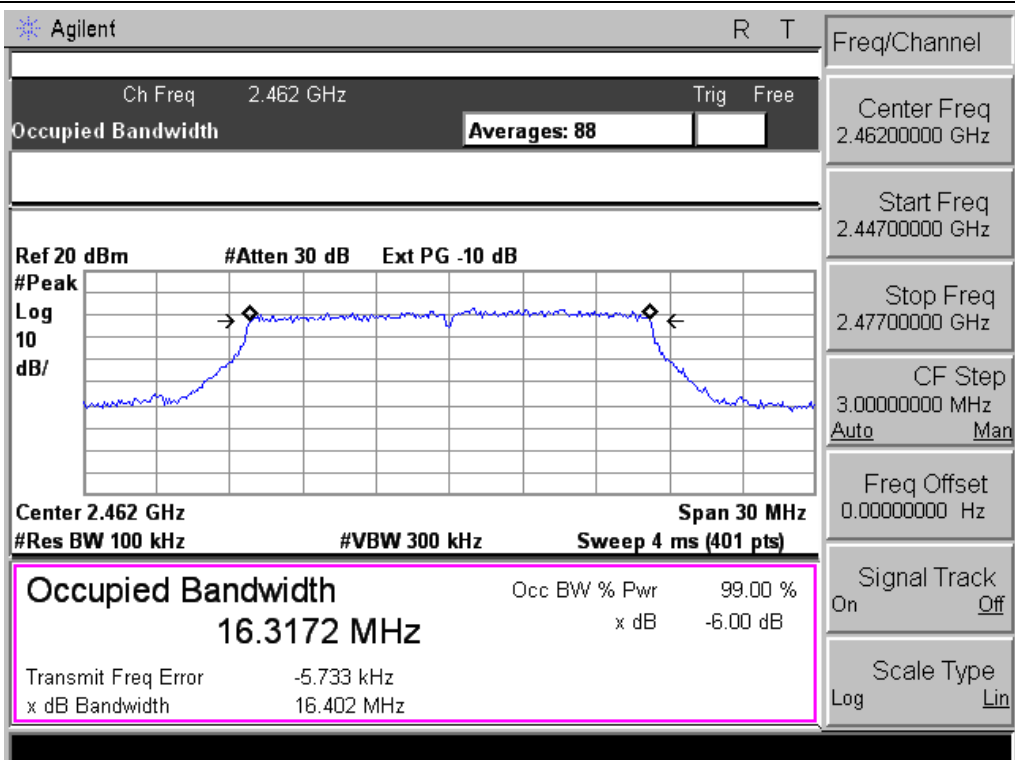 Agilent R T
Ch Freq 2.462 GHz Trig Free
Occupied Bandwidth Averages: 88
Ref 20 dBm #Atten 30 dB Ext PG -10 dB
#Peak
Log
10
dB/
Center 2.462 GHz Span 30 MHz
#Res BW 100 kHz #VBW 300 kHz Sweep 4 ms (401 pts)
Occupied Bandwidth Occ BW % Pwr 99.00 %
16.3172 MHz x dB -6.00 dB
Transmit Freq Error -5.733 kHz
x dB Bandwidth 16.402 MHz
Freq/Channel
Center Freq
2.46200000 GHz
Start Freq
2.44700000 GHz
Stop Freq
2.47700000 GHz
CF Step
3.00000000 MHz
Auto Man
Freq Offset
0.00000000 Hz
Signal Track
On Off
Scale Type
Log Lin